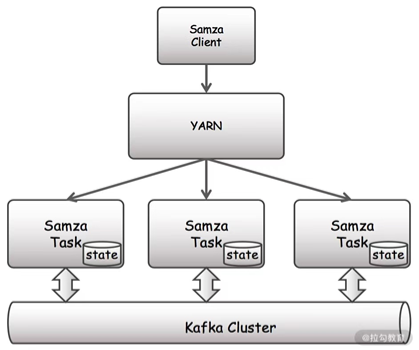 Samza
Client
YARN
Samza
Task
state
Samza
Task
state
Samza
Task
state
Kafka Cluster
@拉勾教育